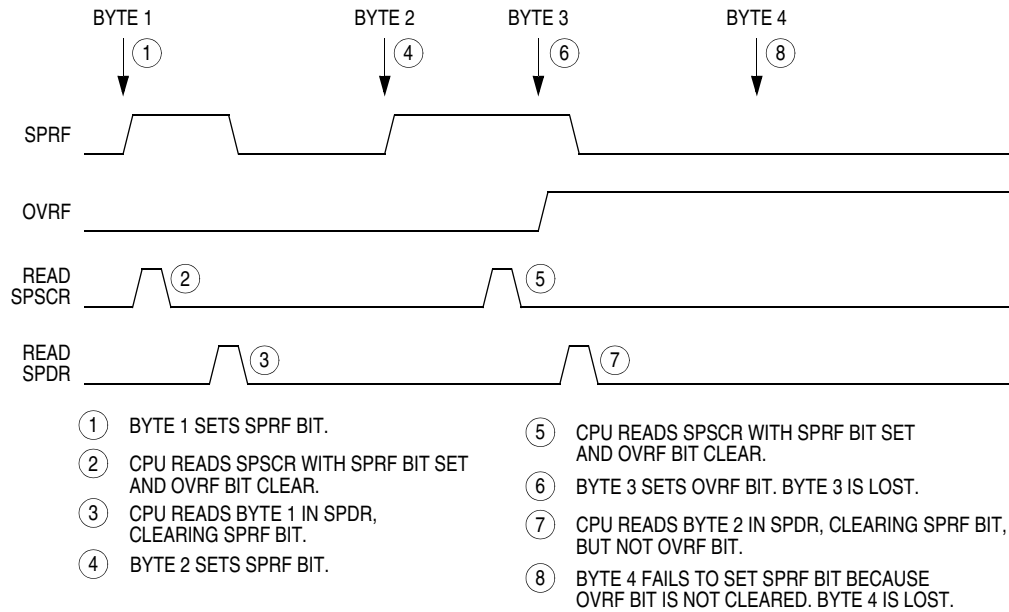 BYTE 1 BYTE 2 BYTE 3 BYTE 4
1 4 6 8
SPRF
OVRF
READ
SPSCR
2 5
READ
SPDR
3 7
1 BYTE 1 SETS SPRF BIT.
2 CPU READS SPSCR WITH SPRF BIT SET
AND OVRF BIT CLEAR.
3 CPU READS BYTE 1 IN SPDR,
CLEARING SPRF BIT.
4 BYTE 2 SETS SPRF BIT.
5 CPU READS SPSCR WITH SPRF BIT SET
AND OVRF BIT CLEAR.
6 BYTE 3 SETS OVRF BIT. BYTE 3 IS LOST.
7 CPU READS BYTE 2 IN SPDR, CLEARING SPRF BIT,
BUT NOT OVRF BIT.
8 BYTE 4 FAILS TO SET SPRF BIT BECAUSE
OVRF BIT IS NOT CLEARED. BYTE 4 IS LOST.